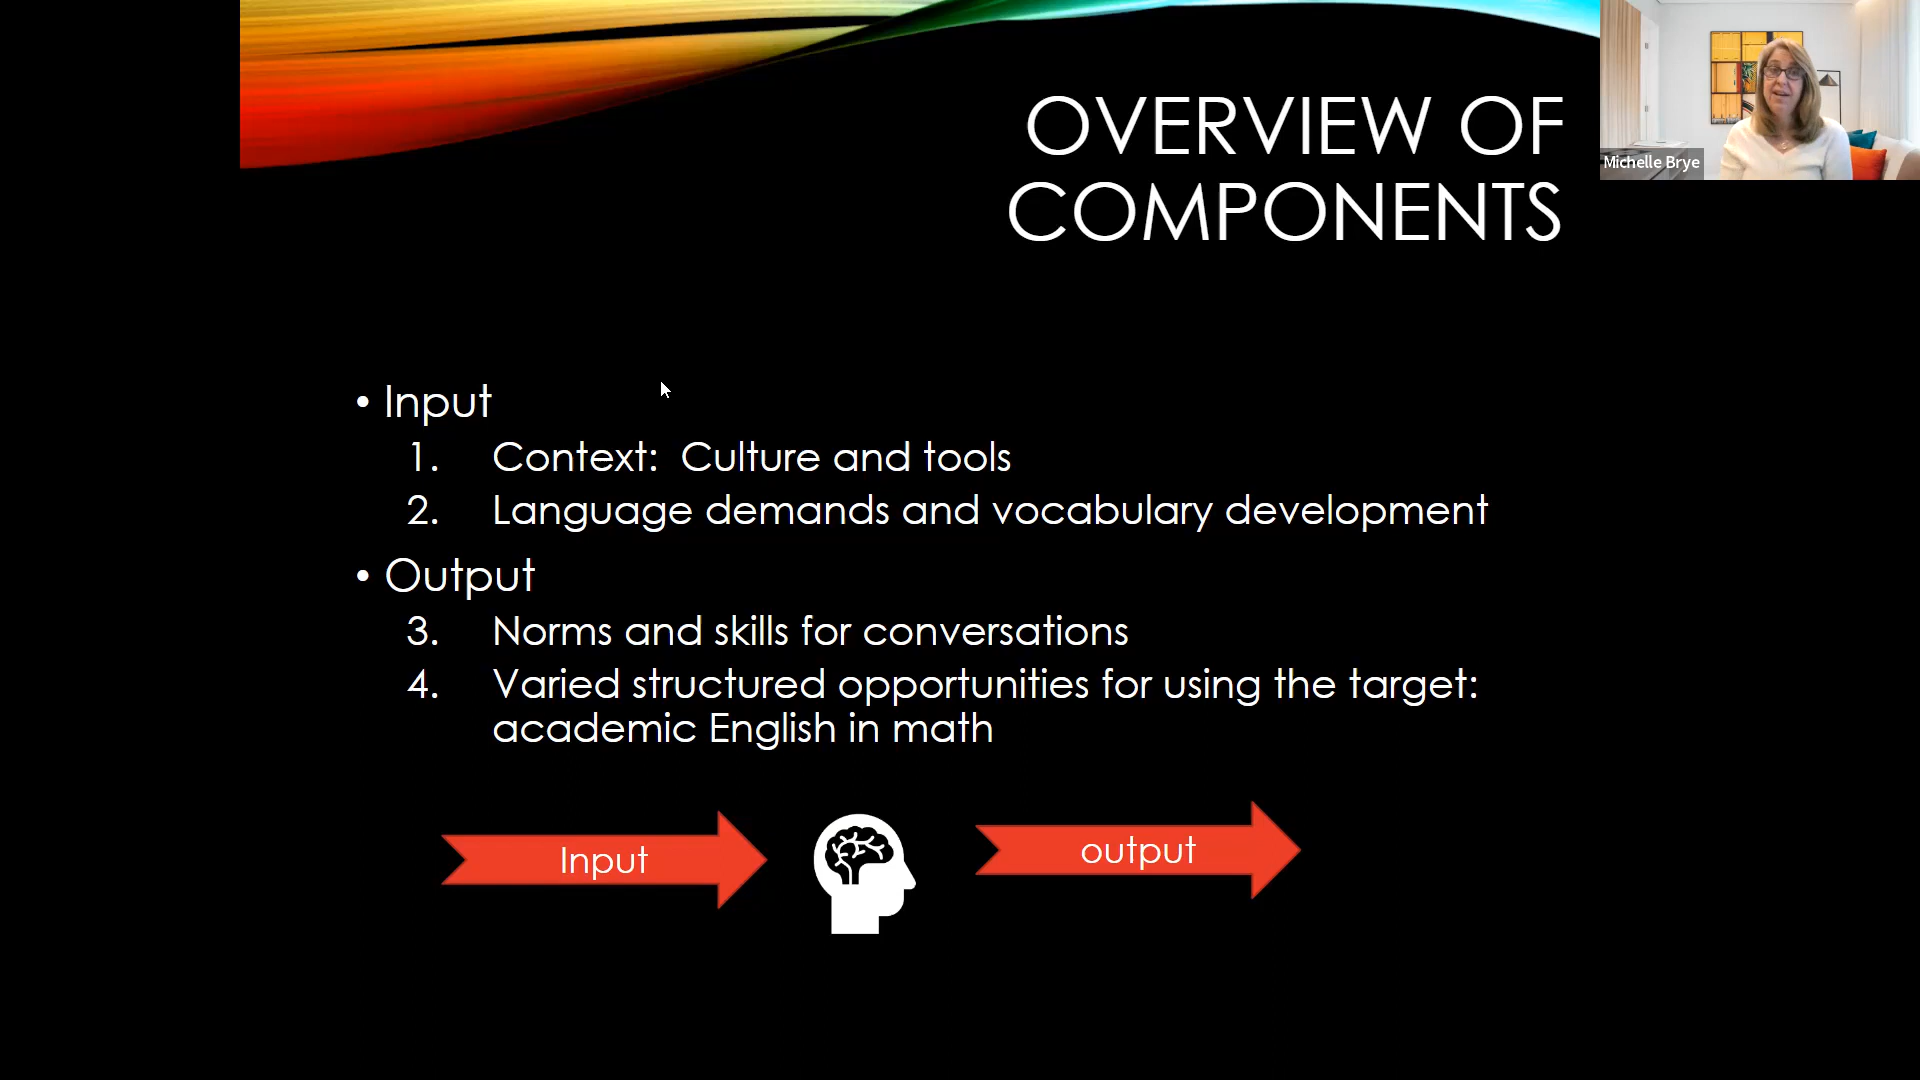 OVERVIEW OF
COMPONENTS
Michelle Brye
• Input
1. Context: Culture and tools
2. Language demands and vocabulary development
• Output
3. Norms and skills for conversations
4. Varied structured opportunities for using the target:
academic English in math
Input
output